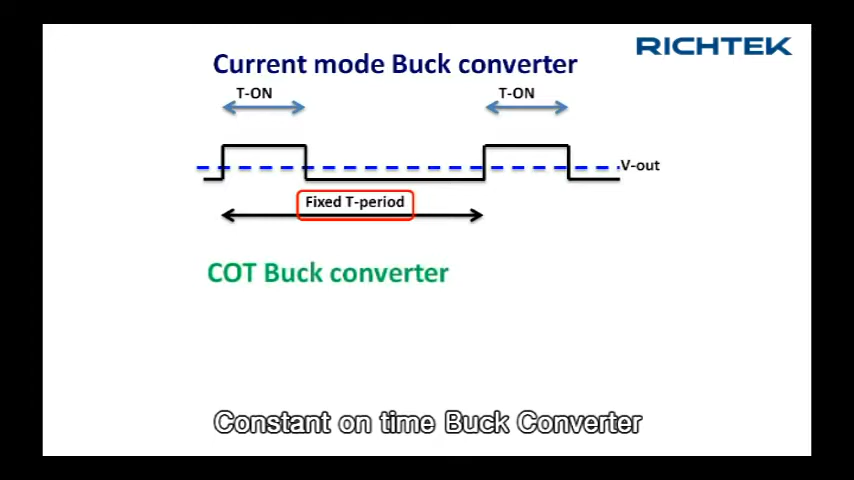 RICHTEK
Current mode Buck converter
T-ON T-ON
V-out
Fixed T-period
COT Buck converter
Constant on time Buck Converter